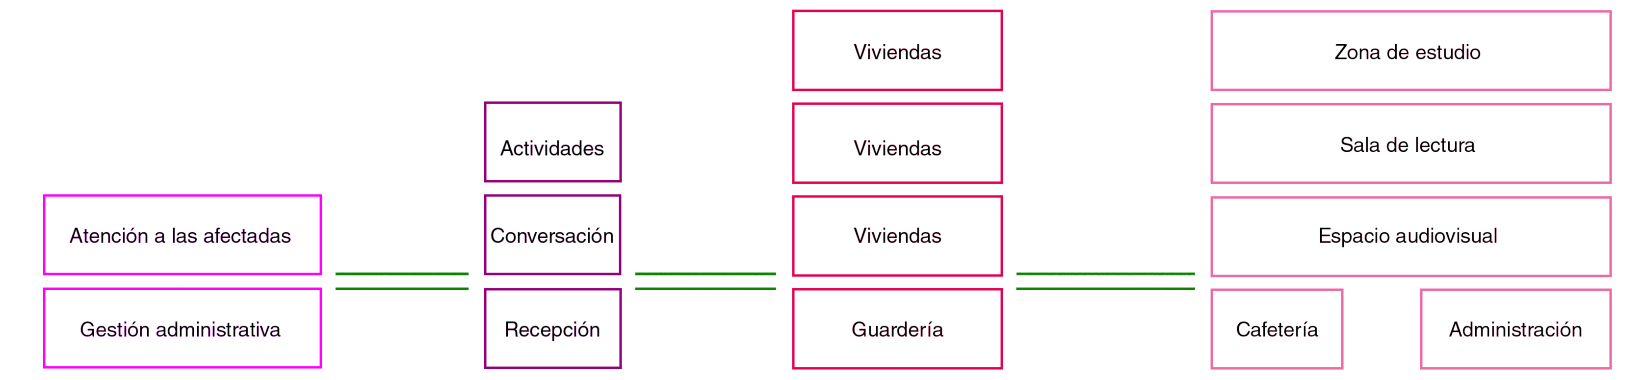 Viviendas
Zona de estudio
Actividades
Viviendas
Sala de lectura
Atención a las afectadas
Conversación
Viviendas
Espacio audiovisual
Gestión administrativa
Recepción
Guardería
Cafetería
Administración